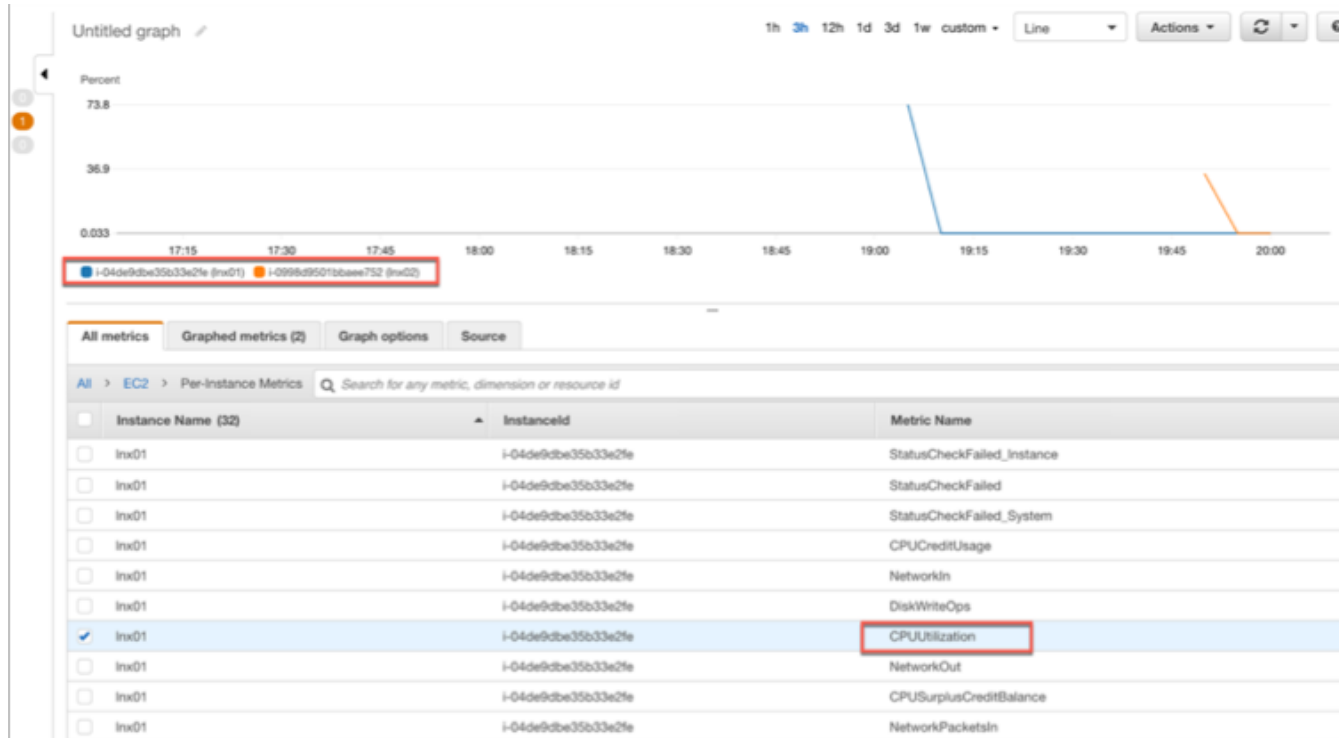 Untitled graph
1h 3h 12h 1d 3d 1w custom Line Actions
Percent
0
1
0
73.8
36.9
0.033
17:15 17:30 17:45 18:00 18:15 18:30 18:45 19:00 19:15 19:30 19:45 20:00
i-04de9dbe35b33e2fe (lnx01) i-0998d9501bbaee752 (lnx02)
All metrics Graphed metrics (2) Graph options Source
All > EC2 > Per-Instance Metrics Search for any metric, dimension or resource id
Instance Name (32) InstanceId Metric Name
lnx01 i-04de9dbe35b33e2fe StatusCheckFailed_Instance
lnx01 i-04de9dbe35b33e2fe StatusCheckFailed
lnx01 i-04de9dbe35b33e2fe StatusCheckFailed_System
lnx01 i-04de9dbe35b33e2fe CPUCreditUsage
lnx01 i-04de9dbe35b33e2fe NetworkIn
lnx01 i-04de9dbe35b33e2fe DiskWriteOps
lnx01 i-04de9dbe35b33e2fe CPUUtilization
lnx01 i-04de9dbe35b33e2fe NetworkOut
lnx01 i-04de9dbe35b33e2fe CPUSurplusCreditBalance
lnx01 i-04de9dbe35b33e2fe NetworkPacketsIn